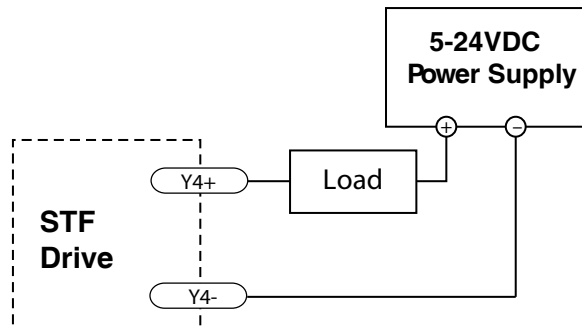 5-24VDC
Power Supply
+
−
Y4+
Load
STF
Drive
Y4-